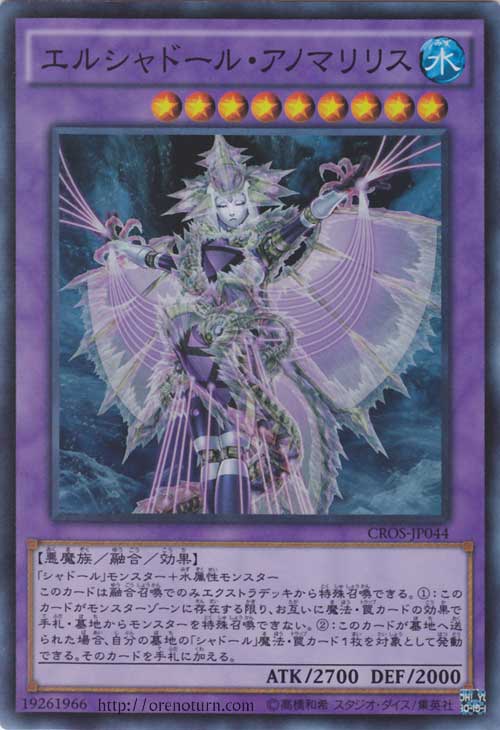 エルシャドール・アノマリリス
水
CROS-JP044
【悪魔族／融合／効果】
「シャドール」モンスター＋水属性モンスター
このカードは融合召喚でのみエクストラデッキから特殊召喚できる。①：この
カードがモンスターゾーンに存在する限り、お互いに魔法・罠カードの効果で
手札・墓地からモンスターを特殊召喚できない。②：このカードが墓地へ送
られた場合、自分の墓地の「シャドール」魔法・罠カード１枚を対象として発動
できる。そのカードを手札に加える。
ATK/2700 DEF/2000
19261966 http://orenoturn.com/ ©高橋和希 スタジオ・ダイス/集英社